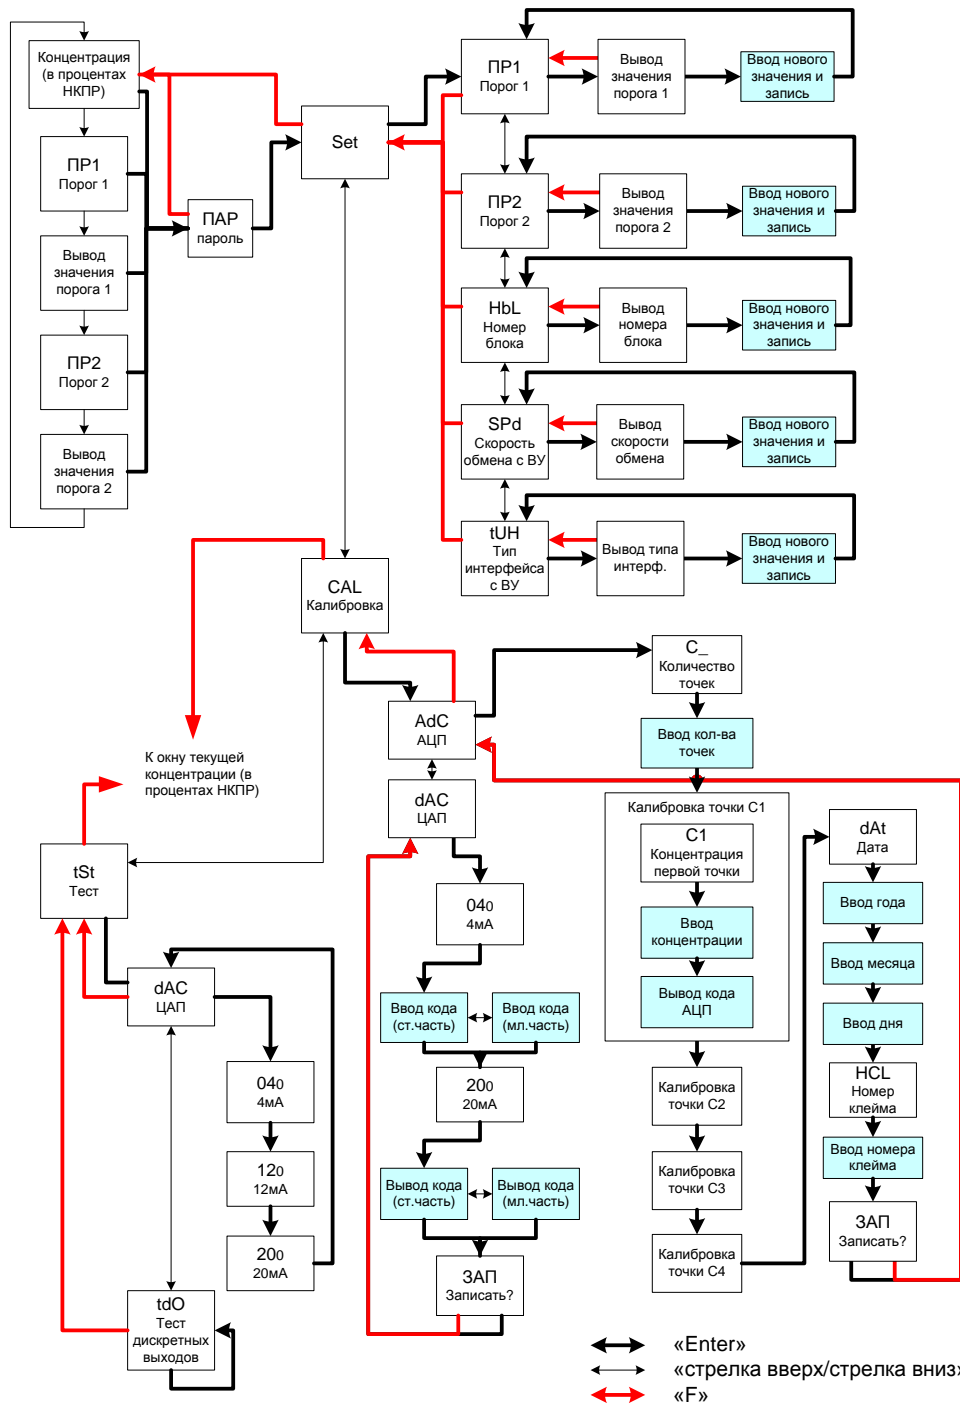 Концентрация
(в процентах
НКПР)
ПР1
Порог 1
Вывод
значения
порога 1
ПР2
Порог 2
Вывод
значения
порога 2
ПАР
пароль
Set
ПР1
Порог 1
Вывод
значения
порога 1
Ввод нового
значения и
запись
ПР2
Порог 2
Вывод
значения
порога 2
Ввод нового
значения и
запись
HbL
Номер
блока
Вывод
номера
блока
Ввод нового
значения и
запись
SPd
Скорость
обмена с ВУ
Вывод
скорости
обмена
Ввод нового
значения и
запись
tUH
Тип
интерфейса
с ВУ
Вывод типа
интерф.
Ввод нового
значения и
запись
CAL
Калибровка
AdC
АЦП
dAC
ЦАП
К окну текущей
концентрации (в
процентах НКПР)
tSt
Тест
dAC
ЦАП
040
4мА
120
12мА
200
20мА
tdO
Тест
дискретных
выходов
040
4мА
Ввод кода
(ст.часть)
Ввод кода
(мл.часть)
200
20мА
Вывод кода
(ст.часть)
Вывод кода
(мл.часть)
ЗАП
Записать?
C_
Количество
точек
Ввод кол-ва
точек
Калибровка точки С1
C1
Концентрация
первой точки
Ввод
концентрации
Вывод кода
АЦП
Калибровка
точки С2
Калибровка
точки С3
Калибровка
точки С4
dAt
Дата
Ввод года
Ввод месяца
Ввод дня
HCL
Номер
клейма
Ввод номера
клейма
ЗАП
Записать?
«Enter»
«стрелка вверх/стрелка вниз»
«F»